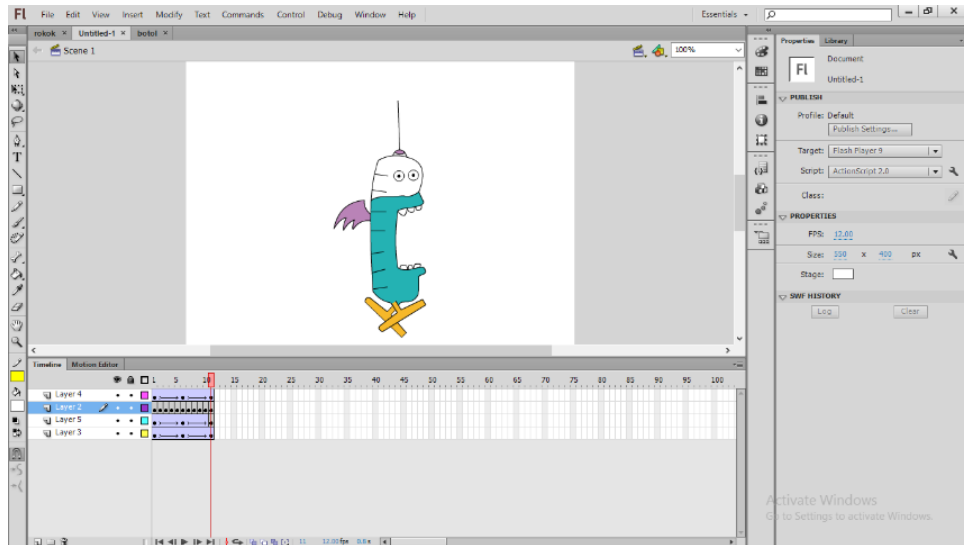 Fl File Edit View Insert Modify Text Commands Control Debug Window Help Essentials
rokok × Untitled-1 × botol ×
Scene 1 100%
Properties Library
Fl Document
Untitled-1
PUBLISH
Profile: Default
Publish Settings...
Target: Flash Player 9
Script: ActionScript 2.0
Class:
PROPERTIES
FPS: 12.00
Size: 550 x 400 px
Stage:
SWF HISTORY
Log Clear
Timeline Motion Editor
1 5 10 15 20 25 30 35 40 45 50 55 60 65 70 75 80 85 90 95 100
Layer 4
Layer 2
Layer 5
Layer 3
11 12.00 fps 0.8 s
Activate Windows
Go to Settings to activate Windows.